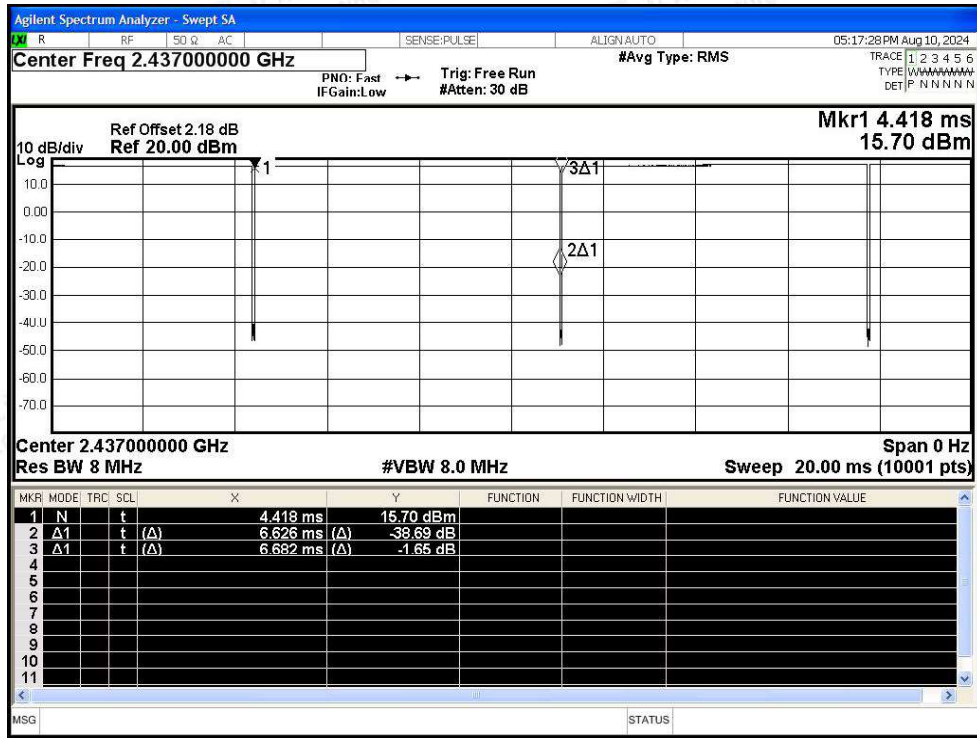 Agilent Spectrum Analyzer - Swept SA
LXI R RF 50 Ω AC SENSE:PULSE ALIGN AUTO 05:17:28 PM Aug 10, 2024
Center Freq 2.437000000 GHz #Avg Type: RMS TRACE 1 2 3 4 5 6
PNO: Fast Trig: Free Run TYPE WWWWWW
IFGain:Low #Atten: 30 dB DET P N N N N N
Mkr1 4.418 ms
Ref Offset 2.18 dB
10 dB/div Ref 20.00 dBm 15.70 dBm
Log
1 3Δ1
10.0
0.00
-10.0
2Δ1
-20.0
-30.0
-40.0
-50.0
-60.0
-70.0
Center 2.437000000 GHz Span 0 Hz
Res BW 8 MHz #VBW 8.0 MHz Sweep 20.00 ms (10001 pts)
MKR MODE TRC SCL X Y FUNCTION FUNCTION WIDTH FUNCTION VALUE
1 N t 4.418 ms 15.70 dBm
2 Δ1 t (Δ) 6.626 ms (Δ) -38.69 dB
3 Δ1 t (Δ) 6.682 ms (Δ) -1.65 dB
4
5
6
7
8
9
10
11
MSG STATUS